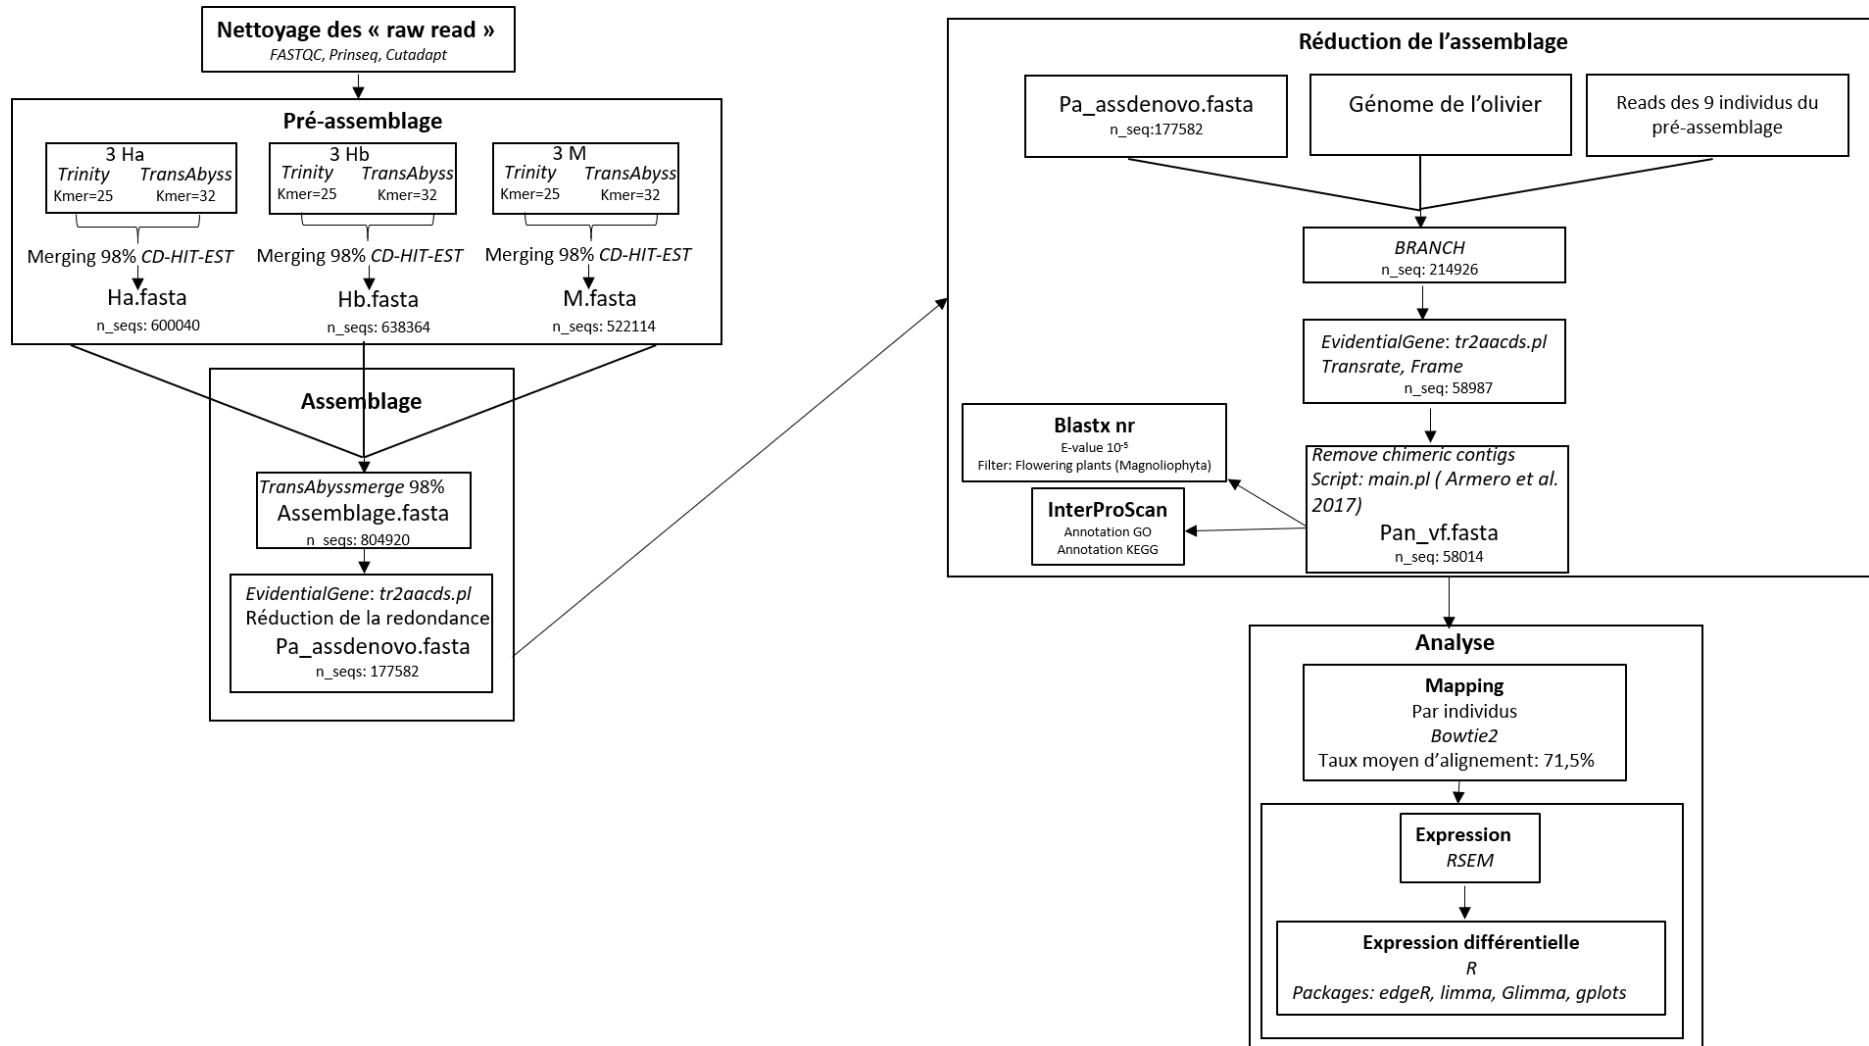 Nettoyage des « raw read »
FASTQC, Prinseq, Cutadapt
Pré-assemblage
3 Ha
Trinity TransAbyss
Kmer=25 Kmer=32
Merging 98% CD-HIT-EST
Ha.fasta
n_seqs: 600040
3 Hb
Trinity TransAbyss
Kmer=25 Kmer=32
Merging 98% CD-HIT-EST
Hb.fasta
n_seqs: 638364
3 M
Trinity TransAbyss
Kmer=25 Kmer=32
Merging 98% CD-HIT-EST
M.fasta
n_seqs: 522114
Assemblage
TransAbyssmerge 98%
Assemblage.fasta
n_seqs: 804920
EvidentialGene: tr2aacds.pl
Réduction de la redondance
Pa_assdenovo.fasta
n_seqs: 177582
Réduction de l’assemblage
Pa_assdenovo.fasta
n_seq:177582
Génome de l’olivier
Reads des 9 individus du
pré-assemblage
BRANCH
n_seq: 214926
EvidentialGene: tr2aacds.pl
Transrate, Frame
n_seq: 58987
Remove chimeric contigs
Script: main.pl ( Armero et al.
2017)
Pan_vf.fasta
n_seq: 58014
Blastx nr
E-value 10⁻⁵
Filter: Flowering plants (Magnoliophyta)
InterProScan
Annotation GO
Annotation KEGG
Analyse
Mapping
Par individus
Bowtie2
Taux moyen d’alignement: 71,5%
Expression
RSEM
Expression différentielle
R
Packages: edgeR, limma, Glimma, gplots